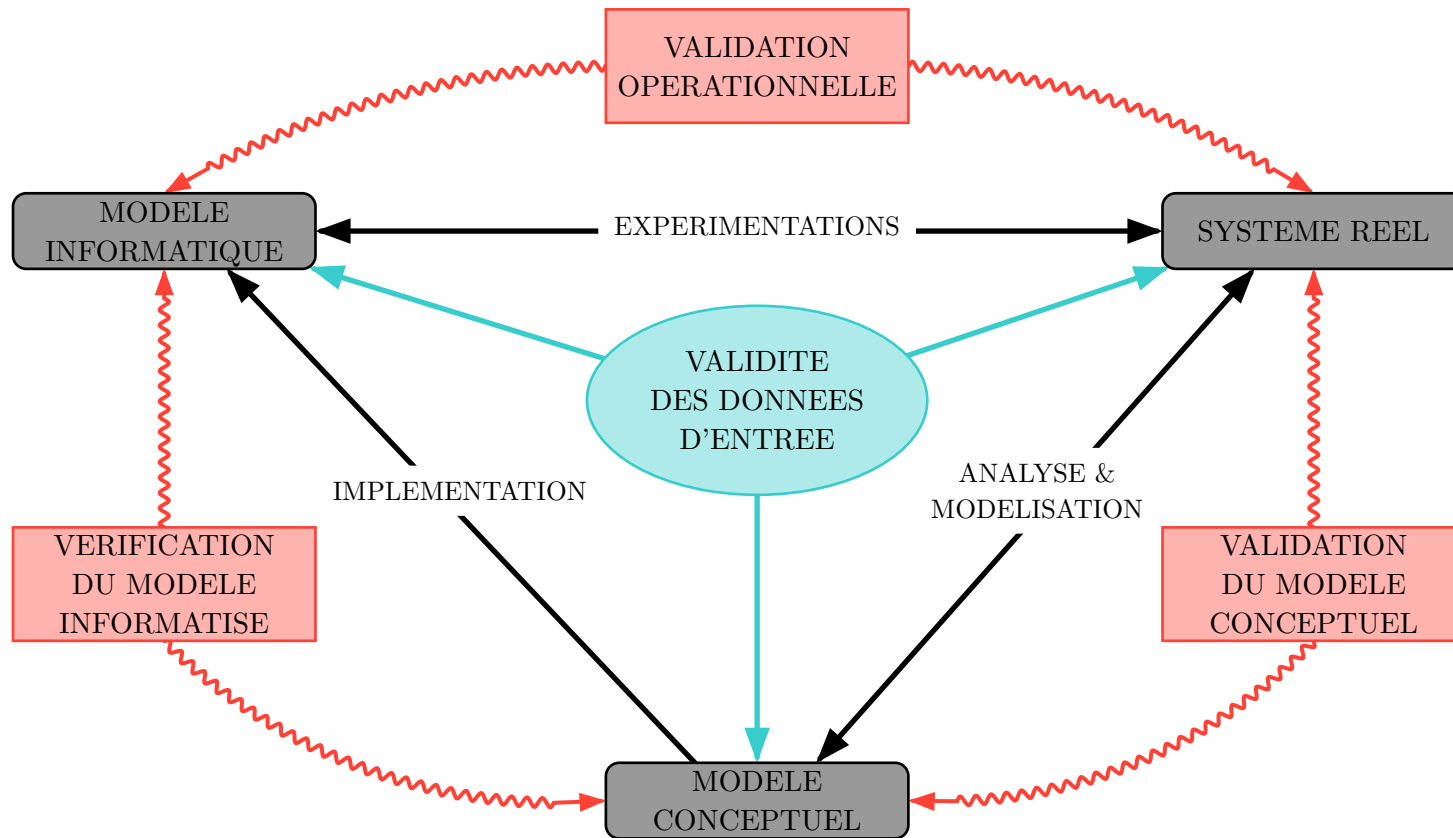 VALIDATION
OPERATIONNELLE
MODELE
INFORMATIQUE
EXPERIMENTATIONS
SYSTEME REEL
VALIDITE
DES DONNEES
D'ENTREE
IMPLEMENTATION
ANALYSE &
MODELISATION
VERIFICATION
DU MODELE
INFORMATISE
VALIDATION
DU MODELE
CONCEPTUEL
MODELE
CONCEPTUEL